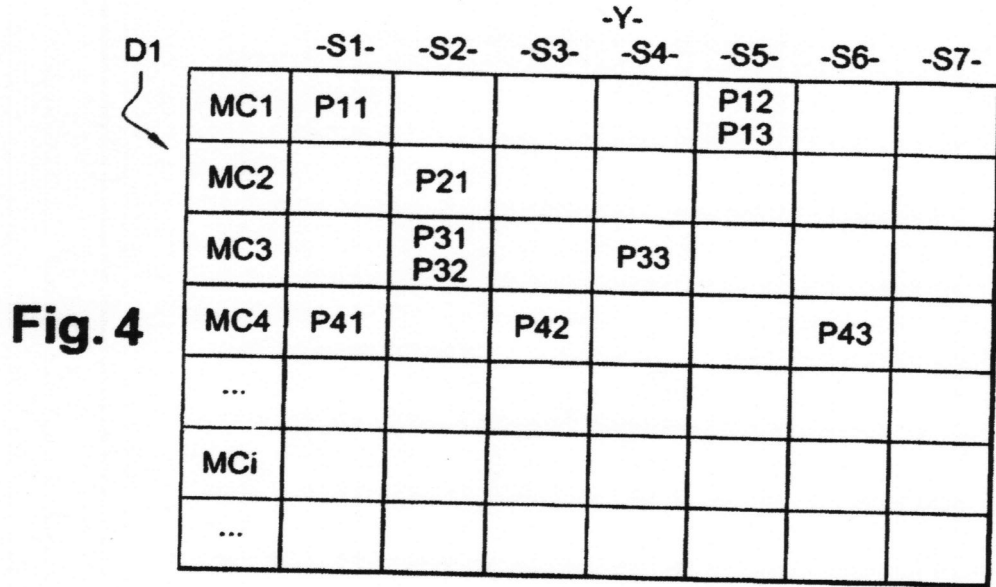 -Y-
D1 -S1- -S2- -S3- -S4- -S5- -S6- -S7-
MC1 P11 P12
P13
MC2 P21
MC3 P31 P33
P32
Fig. 4 MC4 P41 P42 P43
...
MCi
...